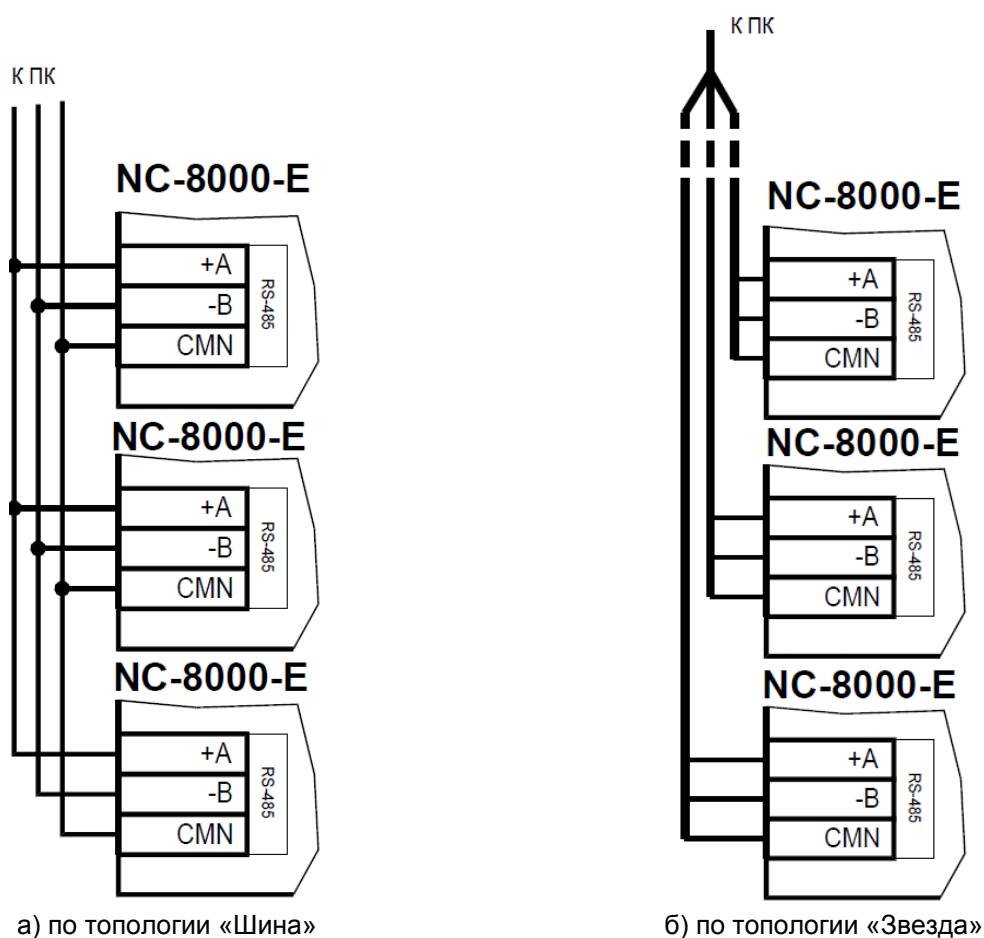 К ПК
NC-8000-E
+A
-B
CMN
RS-485
NC-8000-E
+A
-B
CMN
RS-485
NC-8000-E
+A
-B
CMN
RS-485
а) по топологии «Шина»
К ПК
NC-8000-E
+A
-B
CMN
RS-485
NC-8000-E
+A
-B
CMN
RS-485
NC-8000-E
+A
-B
CMN
RS-485
б) по топологии «Звезда»